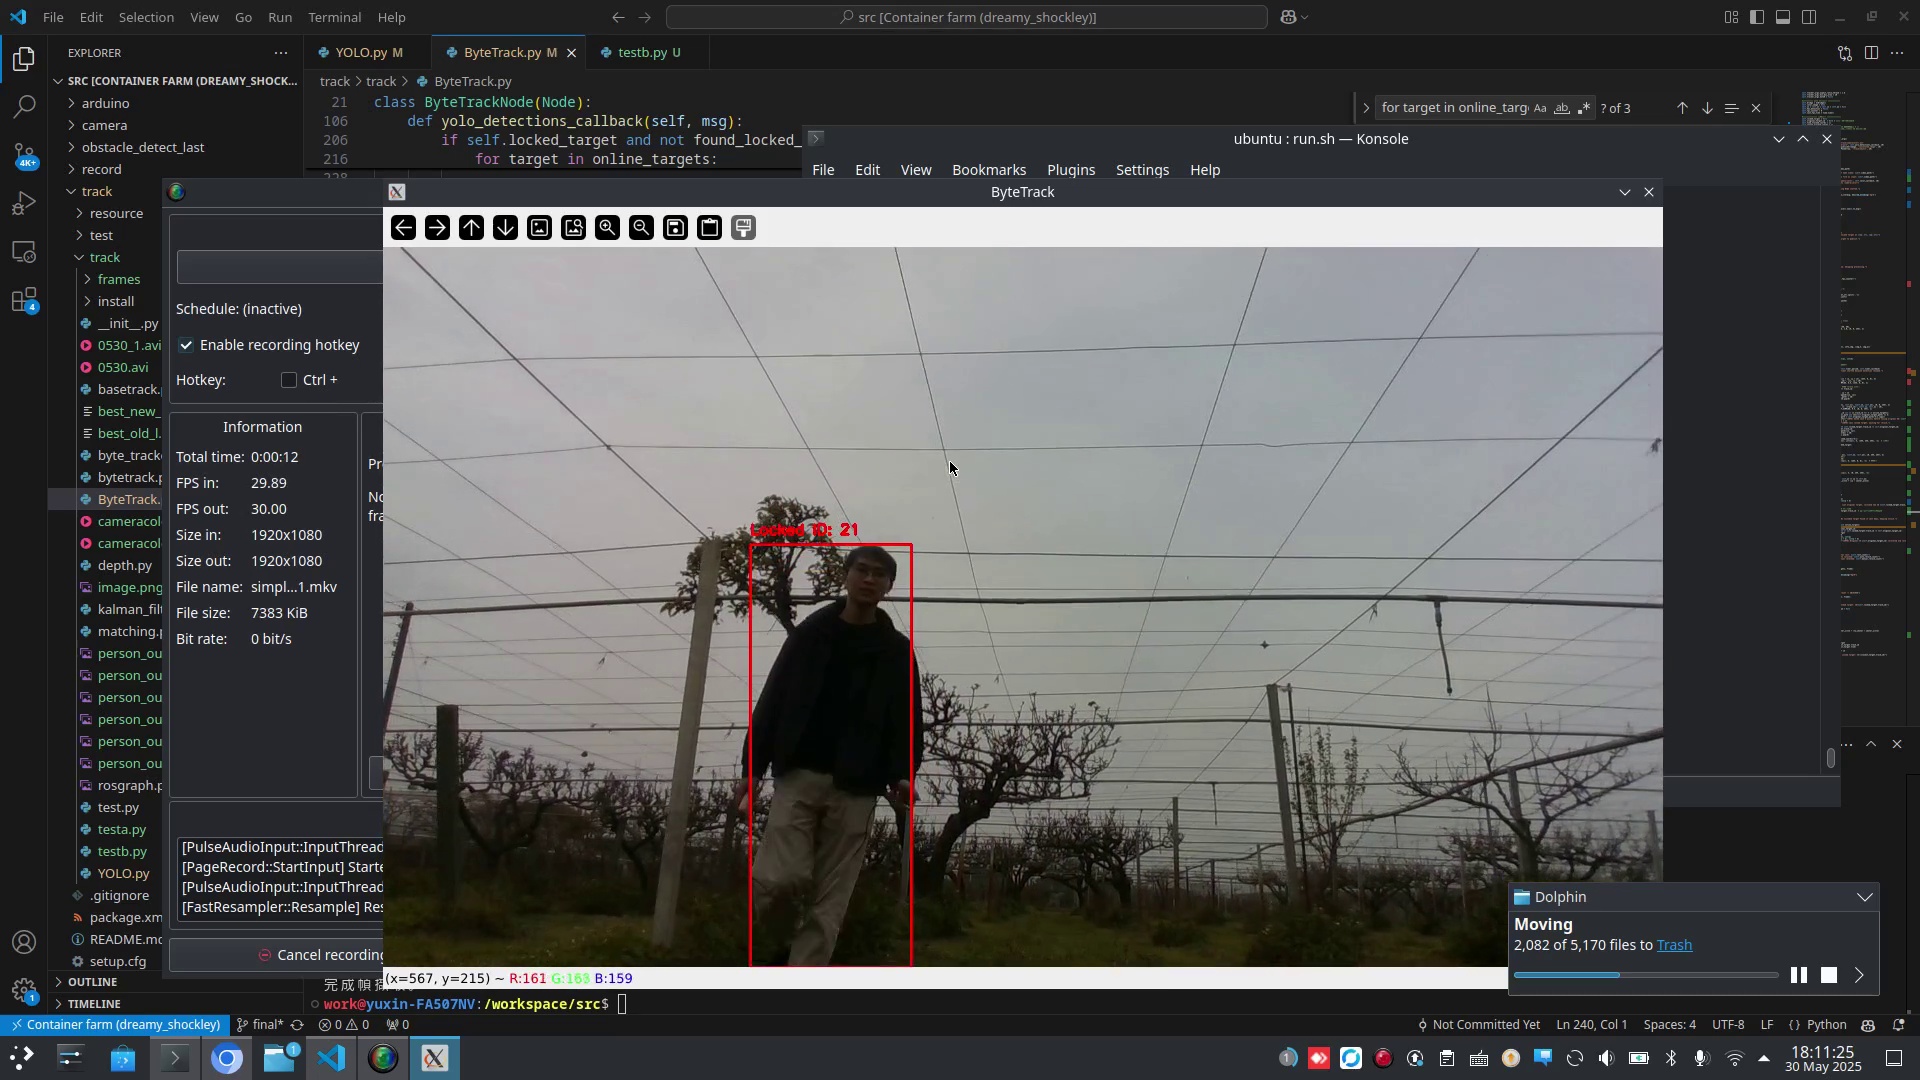 File Edit Selection View Go Run Terminal Help
src [Container farm (dreamy_shockley)]
EXPLORER
SRC [CONTAINER FARM (DREAMY_SHOCK...
arduino
camera
obstacle_detect_last
record
track
resource
test
track
frames
install
__init__.py
0530_1.avi
0530.avi
basetrack.
best_new_
best_old_l.
byte_track
bytetrack.p
ByteTrack.
cameracol
cameracol
depth.py
image.png
kalman_filt
matching.p
person_ou
person_ou
person_ou
person_ou
person_ou
person_ou
rosgraph.p
test.py
testa.py
testb.py
YOLO.py
.gitignore
package.xm
README.md
setup.cfg
OUTLINE
TIMELINE
4K+
4
1
YOLO.py M
ByteTrack.py M
testb.py U
track > track > ByteTrack.py
21 class ByteTrackNode(Node):
106 def yolo_detections_callback(self, msg):
206 if self.locked_target and not found_locked_
216 for target in online_targets:
for target in online_targ
Aa ab
? of 3
ubuntu : run.sh — Konsole
File Edit View Bookmarks Plugins Settings Help
Schedule: (inactive)
Enable recording hotkey
Hotkey: Ctrl +
Information
Total time: 0:00:12
FPS in: 29.89
FPS out: 30.00
Size in: 1920x1080
Size out: 1920x1080
File name: simpl...1.mkv
File size: 7383 KiB
Bit rate: 0 bit/s
[PulseAudioInput::InputThread
[PageRecord::StartInput] Starte
[PulseAudioInput::InputThread
[FastResampler::Resample] Res
Cancel recording
ByteTrack
Locked ID: 21
(x=567, y=215) ~ R:161 G:163 B:159
work@yuxin-FA507NV:/workspace/src$
Dolphin
Moving
2,082 of 5,170 files to Trash
Container farm (dreamy_shockley) final* 0 0 0
Not Committed Yet Ln 240, Col 1 Spaces: 4 UTF-8 LF {} Python
1
1
18:11:25
30 May 2025